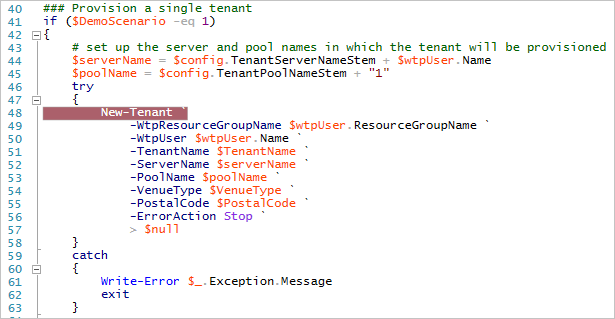 40 ### Provision a single tenant
41 if ($DemoScenario -eq 1)
42 {
43 # set up the server and pool names in which the tenant will be provisioned
44 $serverName = $config.TenantServerNameStem + $wtpUser.Name
45 $poolName = $config.TenantPoolNameStem + "1"
46 try
47 {
48 New-Tenant `
49 -WtpResourceGroupName $wtpUser.ResourceGroupName `
50 -WtpUser $wtpUser.Name `
51 -TenantName $TenantName `
52 -ServerName $serverName `
53 -PoolName $poolName `
54 -VenueType $VenueType `
55 -PostalCode $PostalCode `
56 -ErrorAction Stop `
57 > $null
58 }
59 catch
60 {
61 Write-Error $_.Exception.Message
62 exit
63 }